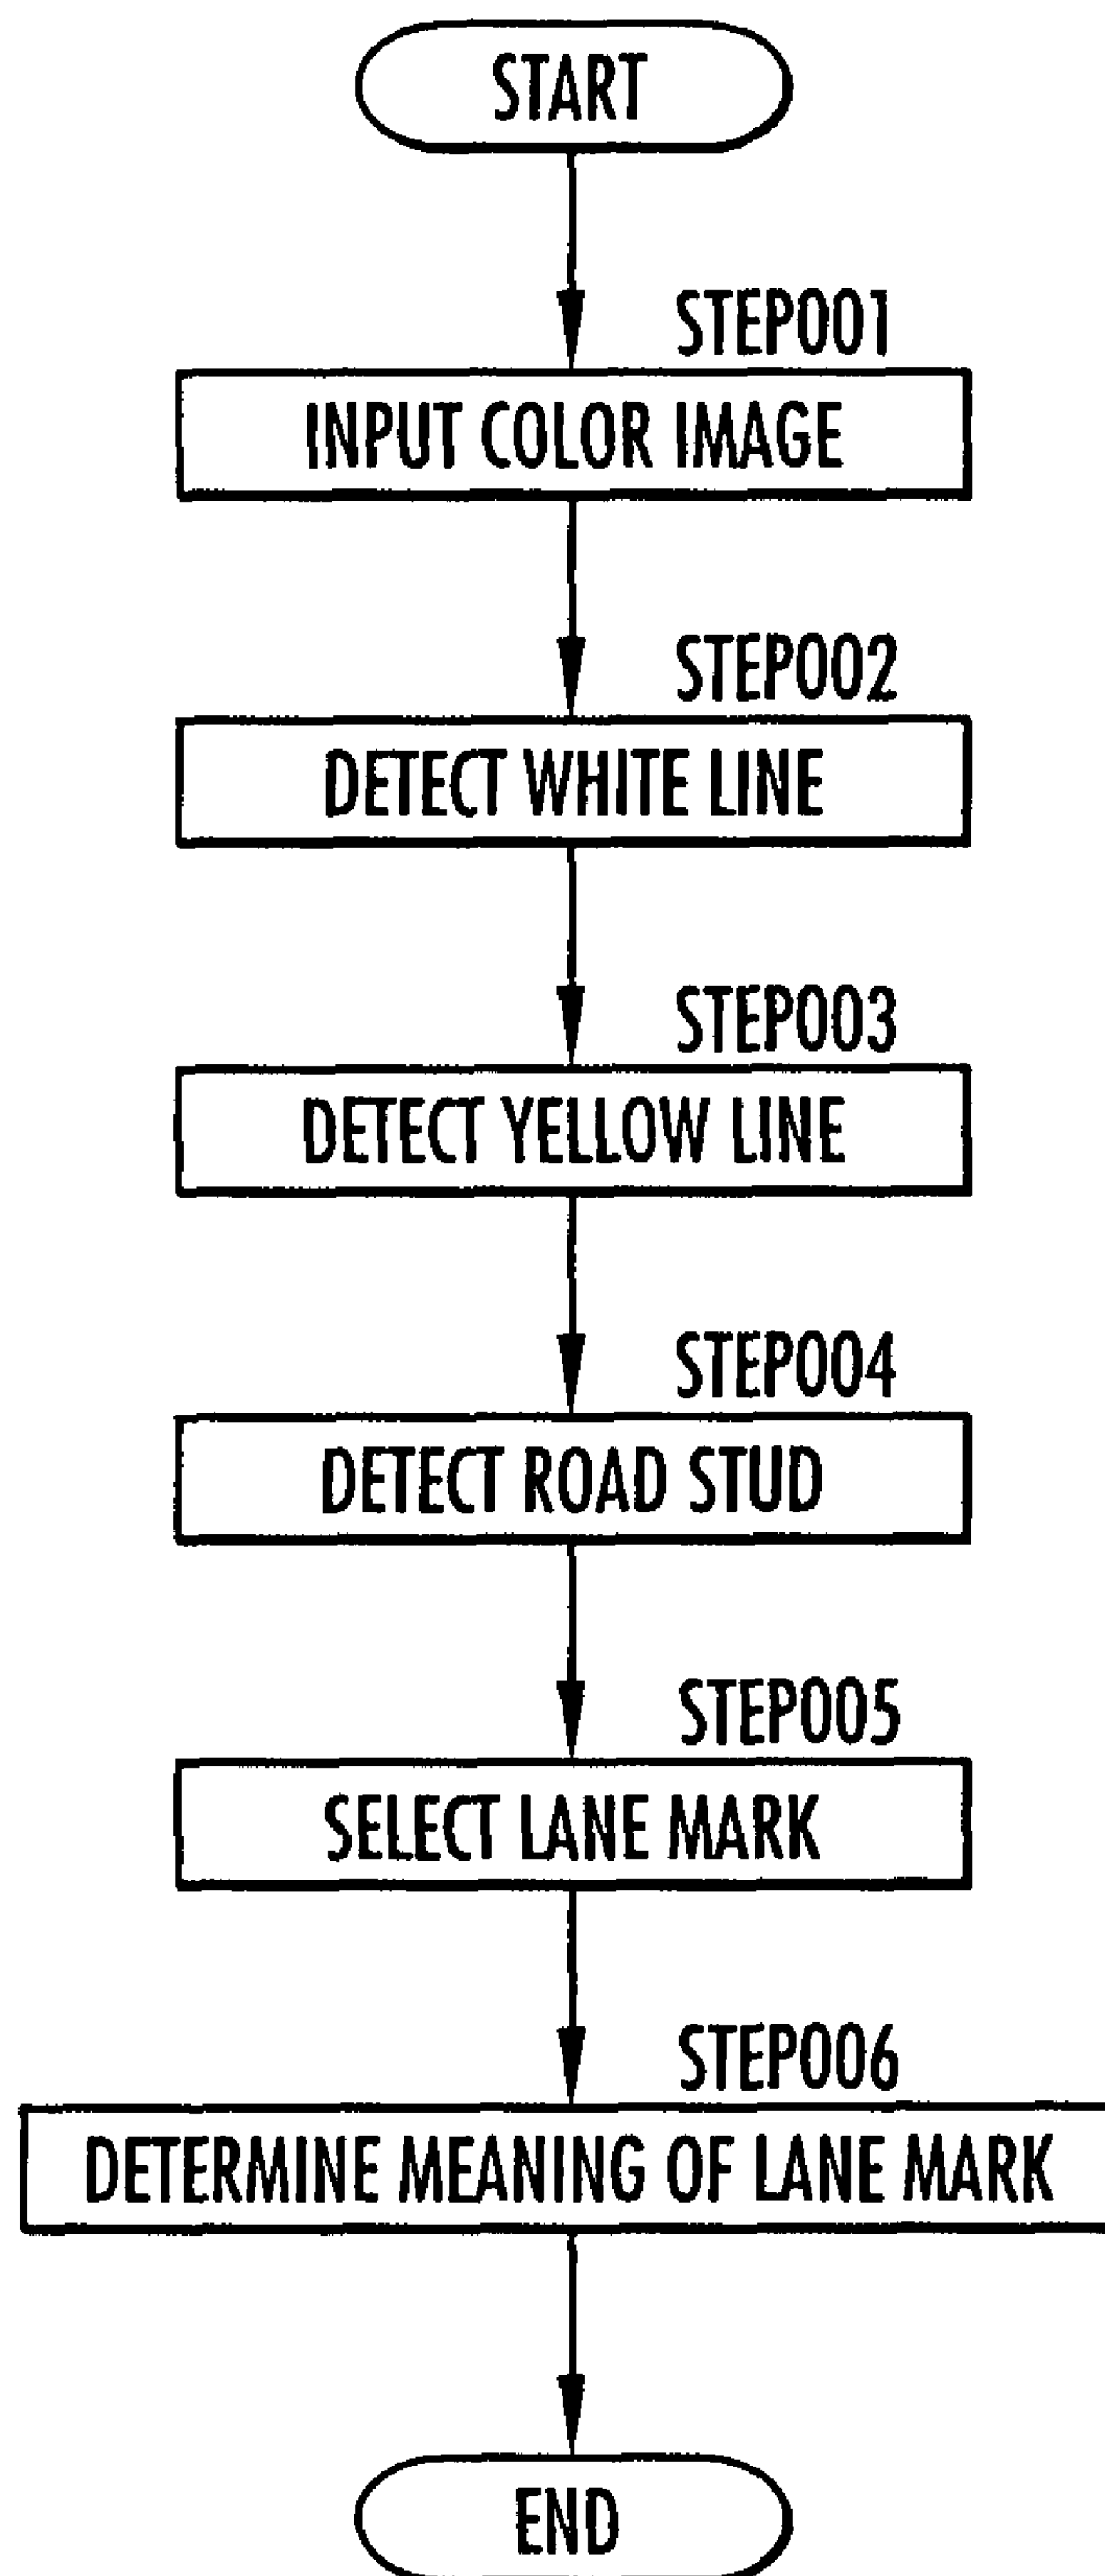 START
STEP001
INPUT COLOR IMAGE
STEP002
DETECT WHITE LINE
STEP003
DETECT YELLOW LINE
STEP004
DETECT ROAD STUD
STEP005
SELECT LANE MARK
STEP006
DETERMINE MEANING OF LANE MARK
END